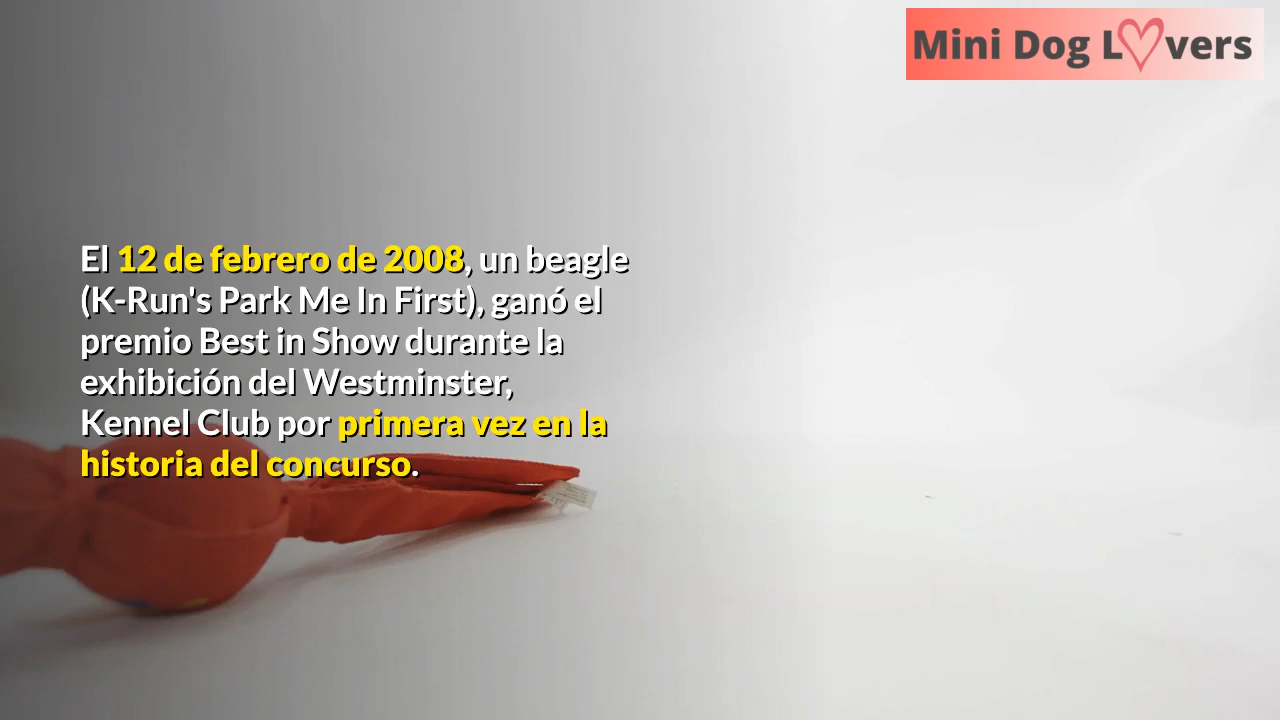 Mini Dog L♡vers
El 12 de febrero de 2008, un beagle
(K-Run's Park Me In First), ganó el
premio Best in Show durante la
exhibición del Westminster,
Kennel Club por primera vez en la
historia del concurso.